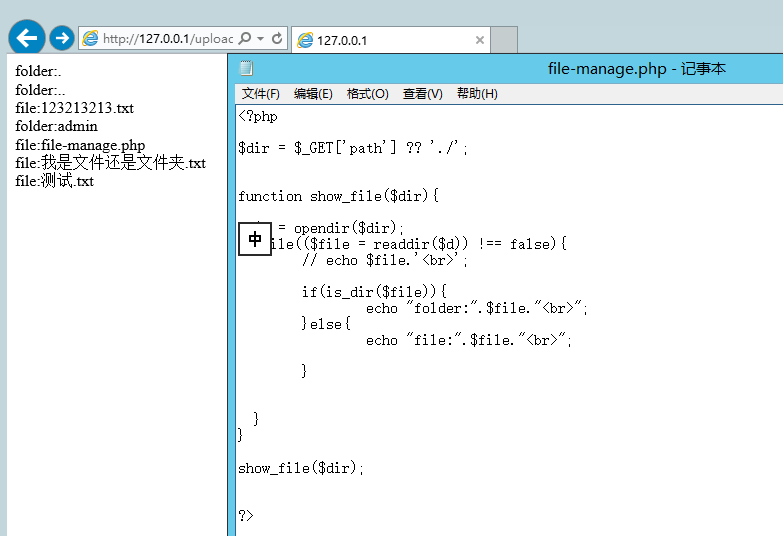 http://127.0.0.1/uploac
127.0.0.1
folder:.
folder:..
file:123213213.txt
folder:admin
file:file-manage.php
file:我是文件还是文件夹.txt
file:测试.txt
file-manage.php - 记事本
文件(F) 编辑(E) 格式(O) 查看(V) 帮助(H)
<?php
$dir = $_GET['path'] ?? './';
function show_file($dir){
= opendir($dir);
中
ile(($file = readdir($d)) !== false){
// echo $file.'<br>';
if(is_dir($file)){
echo "folder:".$file."<br>";
}else{
echo "file:".$file."<br>";
}
}
}
show_file($dir);
?>